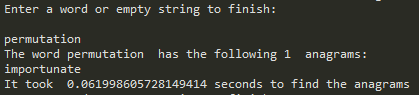 Enter a word or empty string to finish:
permutation
The word permutation  has the following 1  anagrams:
importunate
It took  0.061998605728149414 seconds to find the anagrams